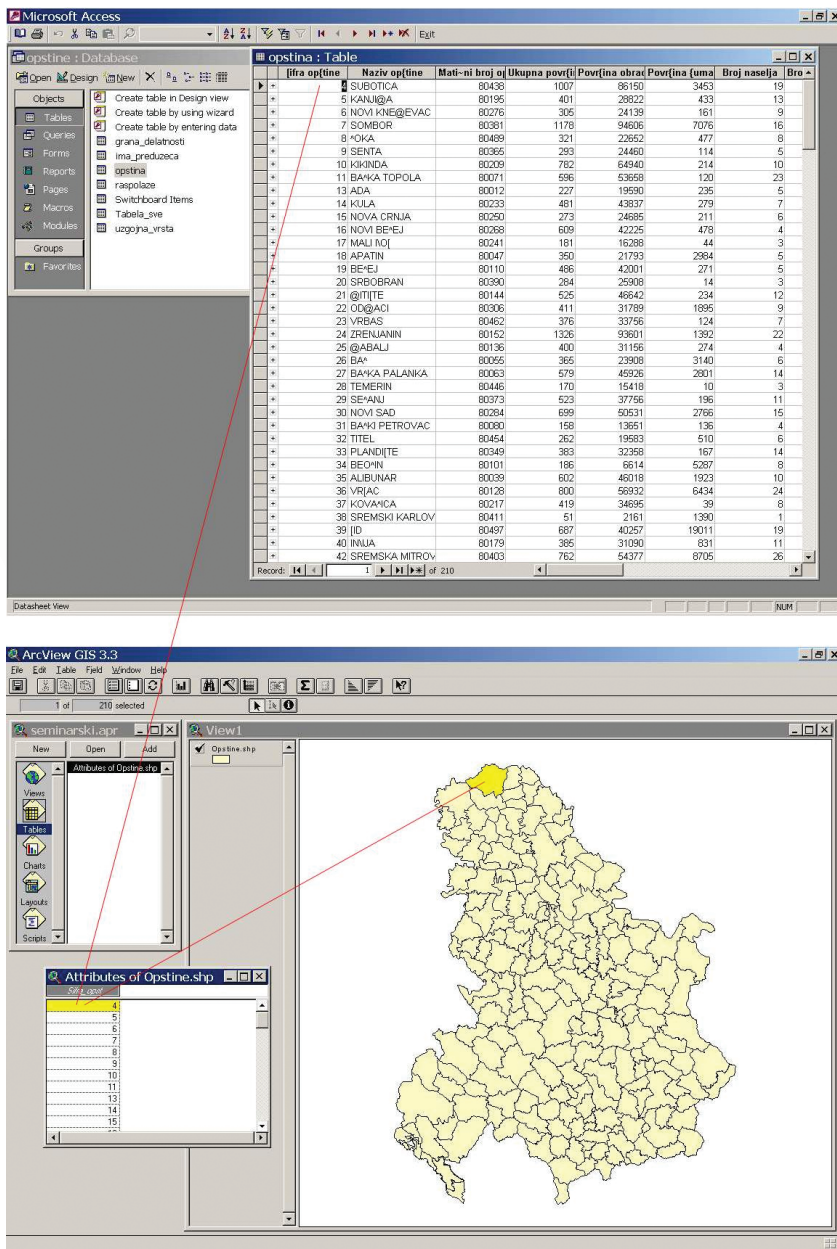 Microsoft Access
Exit
opstine : Database
Open Design New
Objects
Tables
Queries
Forms
Reports
Pages
Macros
Modules
Groups
Favorites
Create table in Design view
Create table by using wizard
Create table by entering data
grana_delatnosti
ima_preduzeca
opstina
raspolaze
Switchboard Items
Tabela_sve
uzgojna_vrsta
opstina : Table
[ifra op{tine Naziv op{tine Mati~ni broj op Ukupna povr{i Povr{ina obrad Povr{ina {uma Broj naselja Bro
4 SUBOTICA 80438 1007 86150 3453 19
5 KANJI@A 80195 401 28822 433 13
6 NOVI KNE@EVAC 80276 305 24139 161 9
7 SOMBOR 80381 1178 94606 7076 16
8 ^OKA 80489 321 22652 477 8
9 SENTA 80365 293 24460 114 5
10 KIKINDA 80209 782 64940 214 10
11 BA^KA TOPOLA 80071 596 53658 120 23
13 ADA 80012 227 19590 235 5
14 KULA 80233 481 43837 279 7
15 NOVA CRNJA 80250 273 24685 211 6
16 NOVI BE^EJ 80268 609 42225 478 4
17 MALI I\O[ 80241 181 16288 44 3
18 APATIN 80047 350 21793 2984 5
19 BE^EJ 80110 486 42001 271 5
20 SRBOBRAN 80390 284 25908 14 3
21 @ITI[TE 80144 525 46642 234 12
22 OD@ACI 80306 411 31789 1895 9
23 VRBAS 80462 376 33756 124 7
24 ZRENJANIN 80152 1326 93601 1392 22
25 @ABALJ 80136 400 31156 274 4
26 BA^ 80055 365 23908 3140 6
27 BA^KA PALANKA 80063 579 45926 2801 14
28 TEMERIN 80446 170 15418 10 3
29 SE^ANJ 80373 523 37756 196 11
30 NOVI SAD 80284 699 50531 2766 15
31 BA^KI PETROVAC 80080 158 13651 136 4
32 TITEL 80454 262 19583 510 6
33 PLANDI[TE 80349 383 32358 167 14
34 BEO^IN 80101 186 6614 5287 8
35 ALIBUNAR 80039 602 46018 1923 10
36 VR[AC 80128 800 56932 6434 24
37 KOVA^ICA 80217 419 34695 39 8
38 SREMSKI KARLOV 80411 51 2161 1390 1
39 [ID 80497 687 40257 19011 19
40 IN\IJA 80179 385 31090 831 11
42 SREMSKA MITROV 80403 762 54377 8705 26
Record: 1 of 210
Datasheet View NUM
ArcView GIS 3.3
File Edit Table Field Window Help
1 of 210 selected
seminarski.apr
New Open Add
Attributes of Opstine.shp
Views
Tables
Charts
Layouts
Scripts
View1
Opstine.shp
Attributes of Opstine.shp
Sifra_opst
4
5
6
7
8
9
10
11
13
14
15